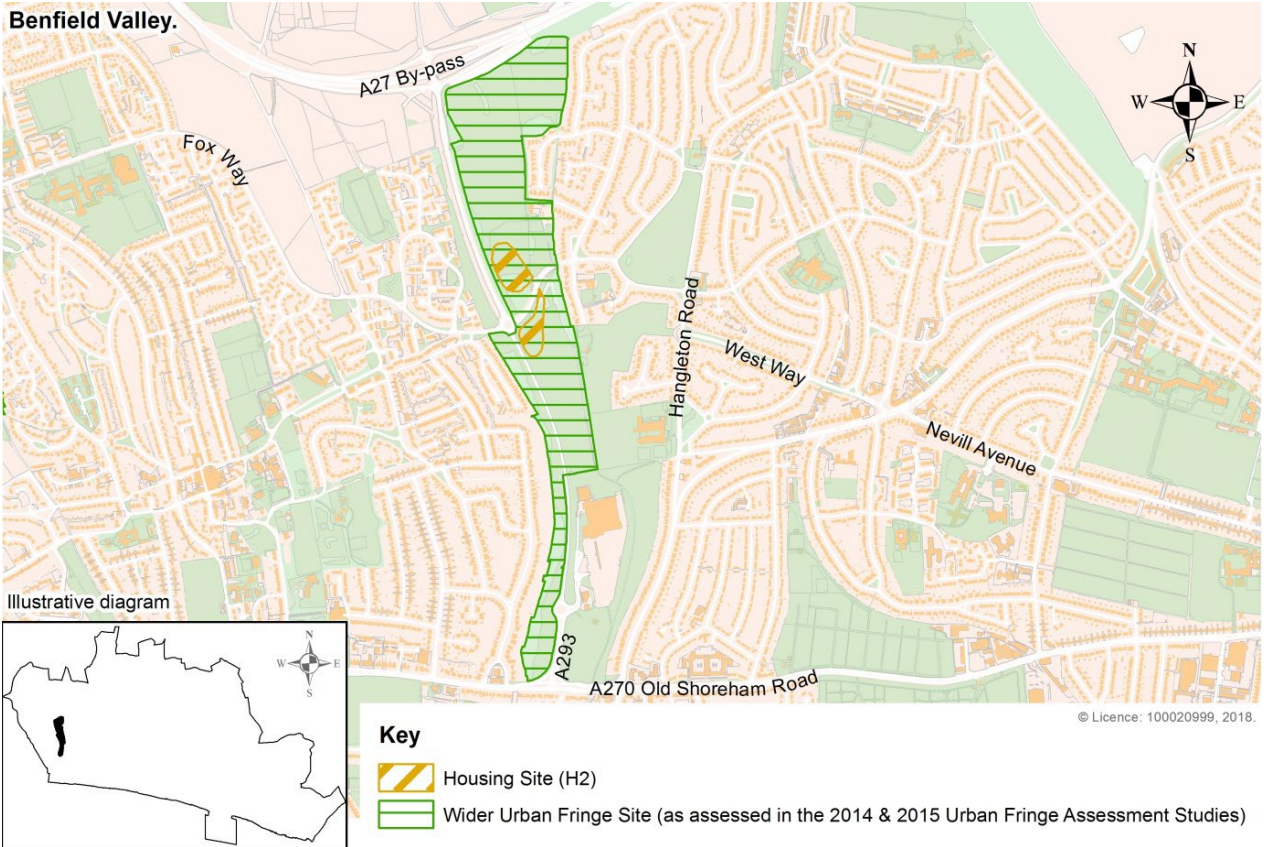 Benfield Valley.
A27 By-pass
N
W E
S
Fox Way
Hangleton Road
West Way
Nevill Avenue
Illustrative diagram
A293
A270 Old Shoreham Road
N
W E
S
© Licence: 100020999, 2018.
Key
Housing Site (H2)
Wider Urban Fringe Site (as assessed in the 2014 & 2015 Urban Fringe Assessment Studies)